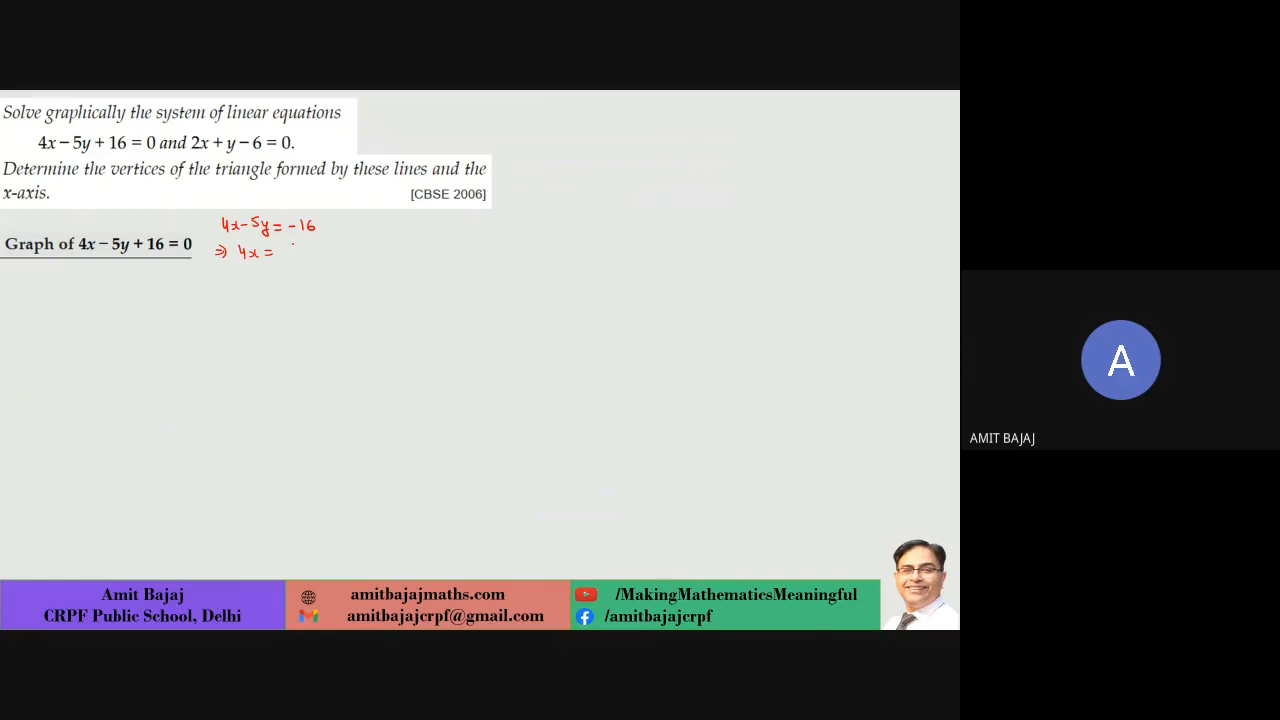 Solve graphically the system of linear equations
4x − 5y + 16 = 0 and 2x + y − 6 = 0.
Determine the vertices of the triangle formed by these lines and the
x-axis.
[CBSE 2006]
4x - 5y = -16
Graph of 4x − 5y + 16 = 0
⇒ 4x =
A
AMIT BAJAJ
Amit Bajaj
CRPF Public School, Delhi
amitbajajmaths.com
amitbajajcrpf@gmail.com
/MakingMathematicsMeaningful
/amitbajajcrpf